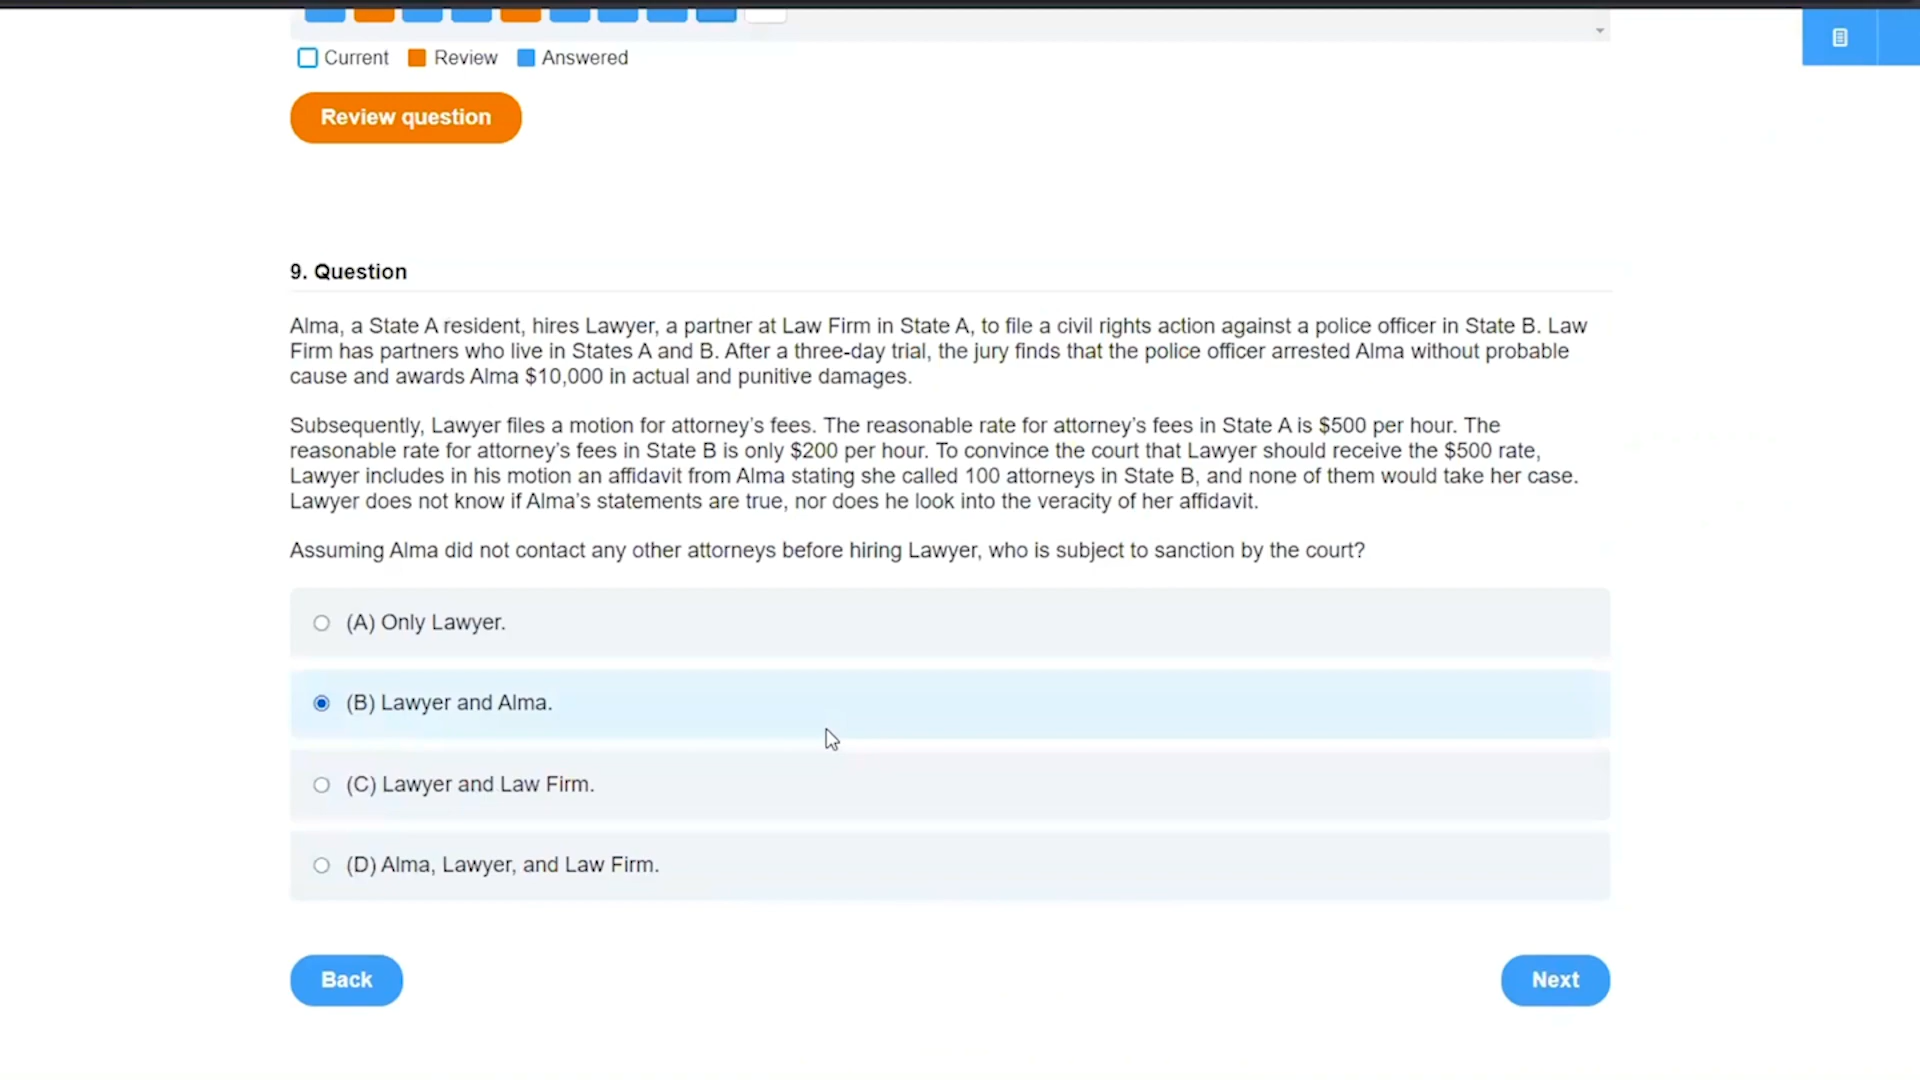 Current Review Answered
Review question
9. Question
Alma, a State A resident, hires Lawyer, a partner at Law Firm in State A, to file a civil rights action against a police officer in State B. Law
Firm has partners who live in States A and B. After a three-day trial, the jury finds that the police officer arrested Alma without probable
cause and awards Alma $10,000 in actual and punitive damages.
Subsequently, Lawyer files a motion for attorney’s fees. The reasonable rate for attorney’s fees in State A is $500 per hour. The
reasonable rate for attorney’s fees in State B is only $200 per hour. To convince the court that Lawyer should receive the $500 rate,
Lawyer includes in his motion an affidavit from Alma stating she called 100 attorneys in State B, and none of them would take her case.
Lawyer does not know if Alma’s statements are true, nor does he look into the veracity of her affidavit.
Assuming Alma did not contact any other attorneys before hiring Lawyer, who is subject to sanction by the court?
(A) Only Lawyer.
(B) Lawyer and Alma.
(C) Lawyer and Law Firm.
(D) Alma, Lawyer, and Law Firm.
Back Next